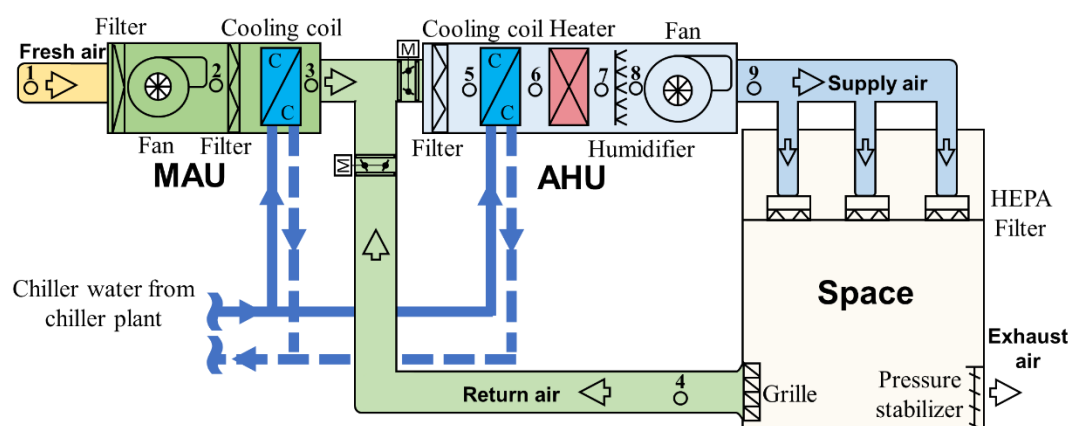 Filter
Cooling coil
Cooling coil
Heater
Fan
Fresh air
M
1
2
3
C
C
5
C
C
6
7
8
9
Supply air
Fan
Filter
Filter
Humidifier
MAU
M
AHU
HEPA
Filter
Chiller water from
chiller plant
Space
Exhaust
air
Return air
4
Grille
Pressure
stabilizer